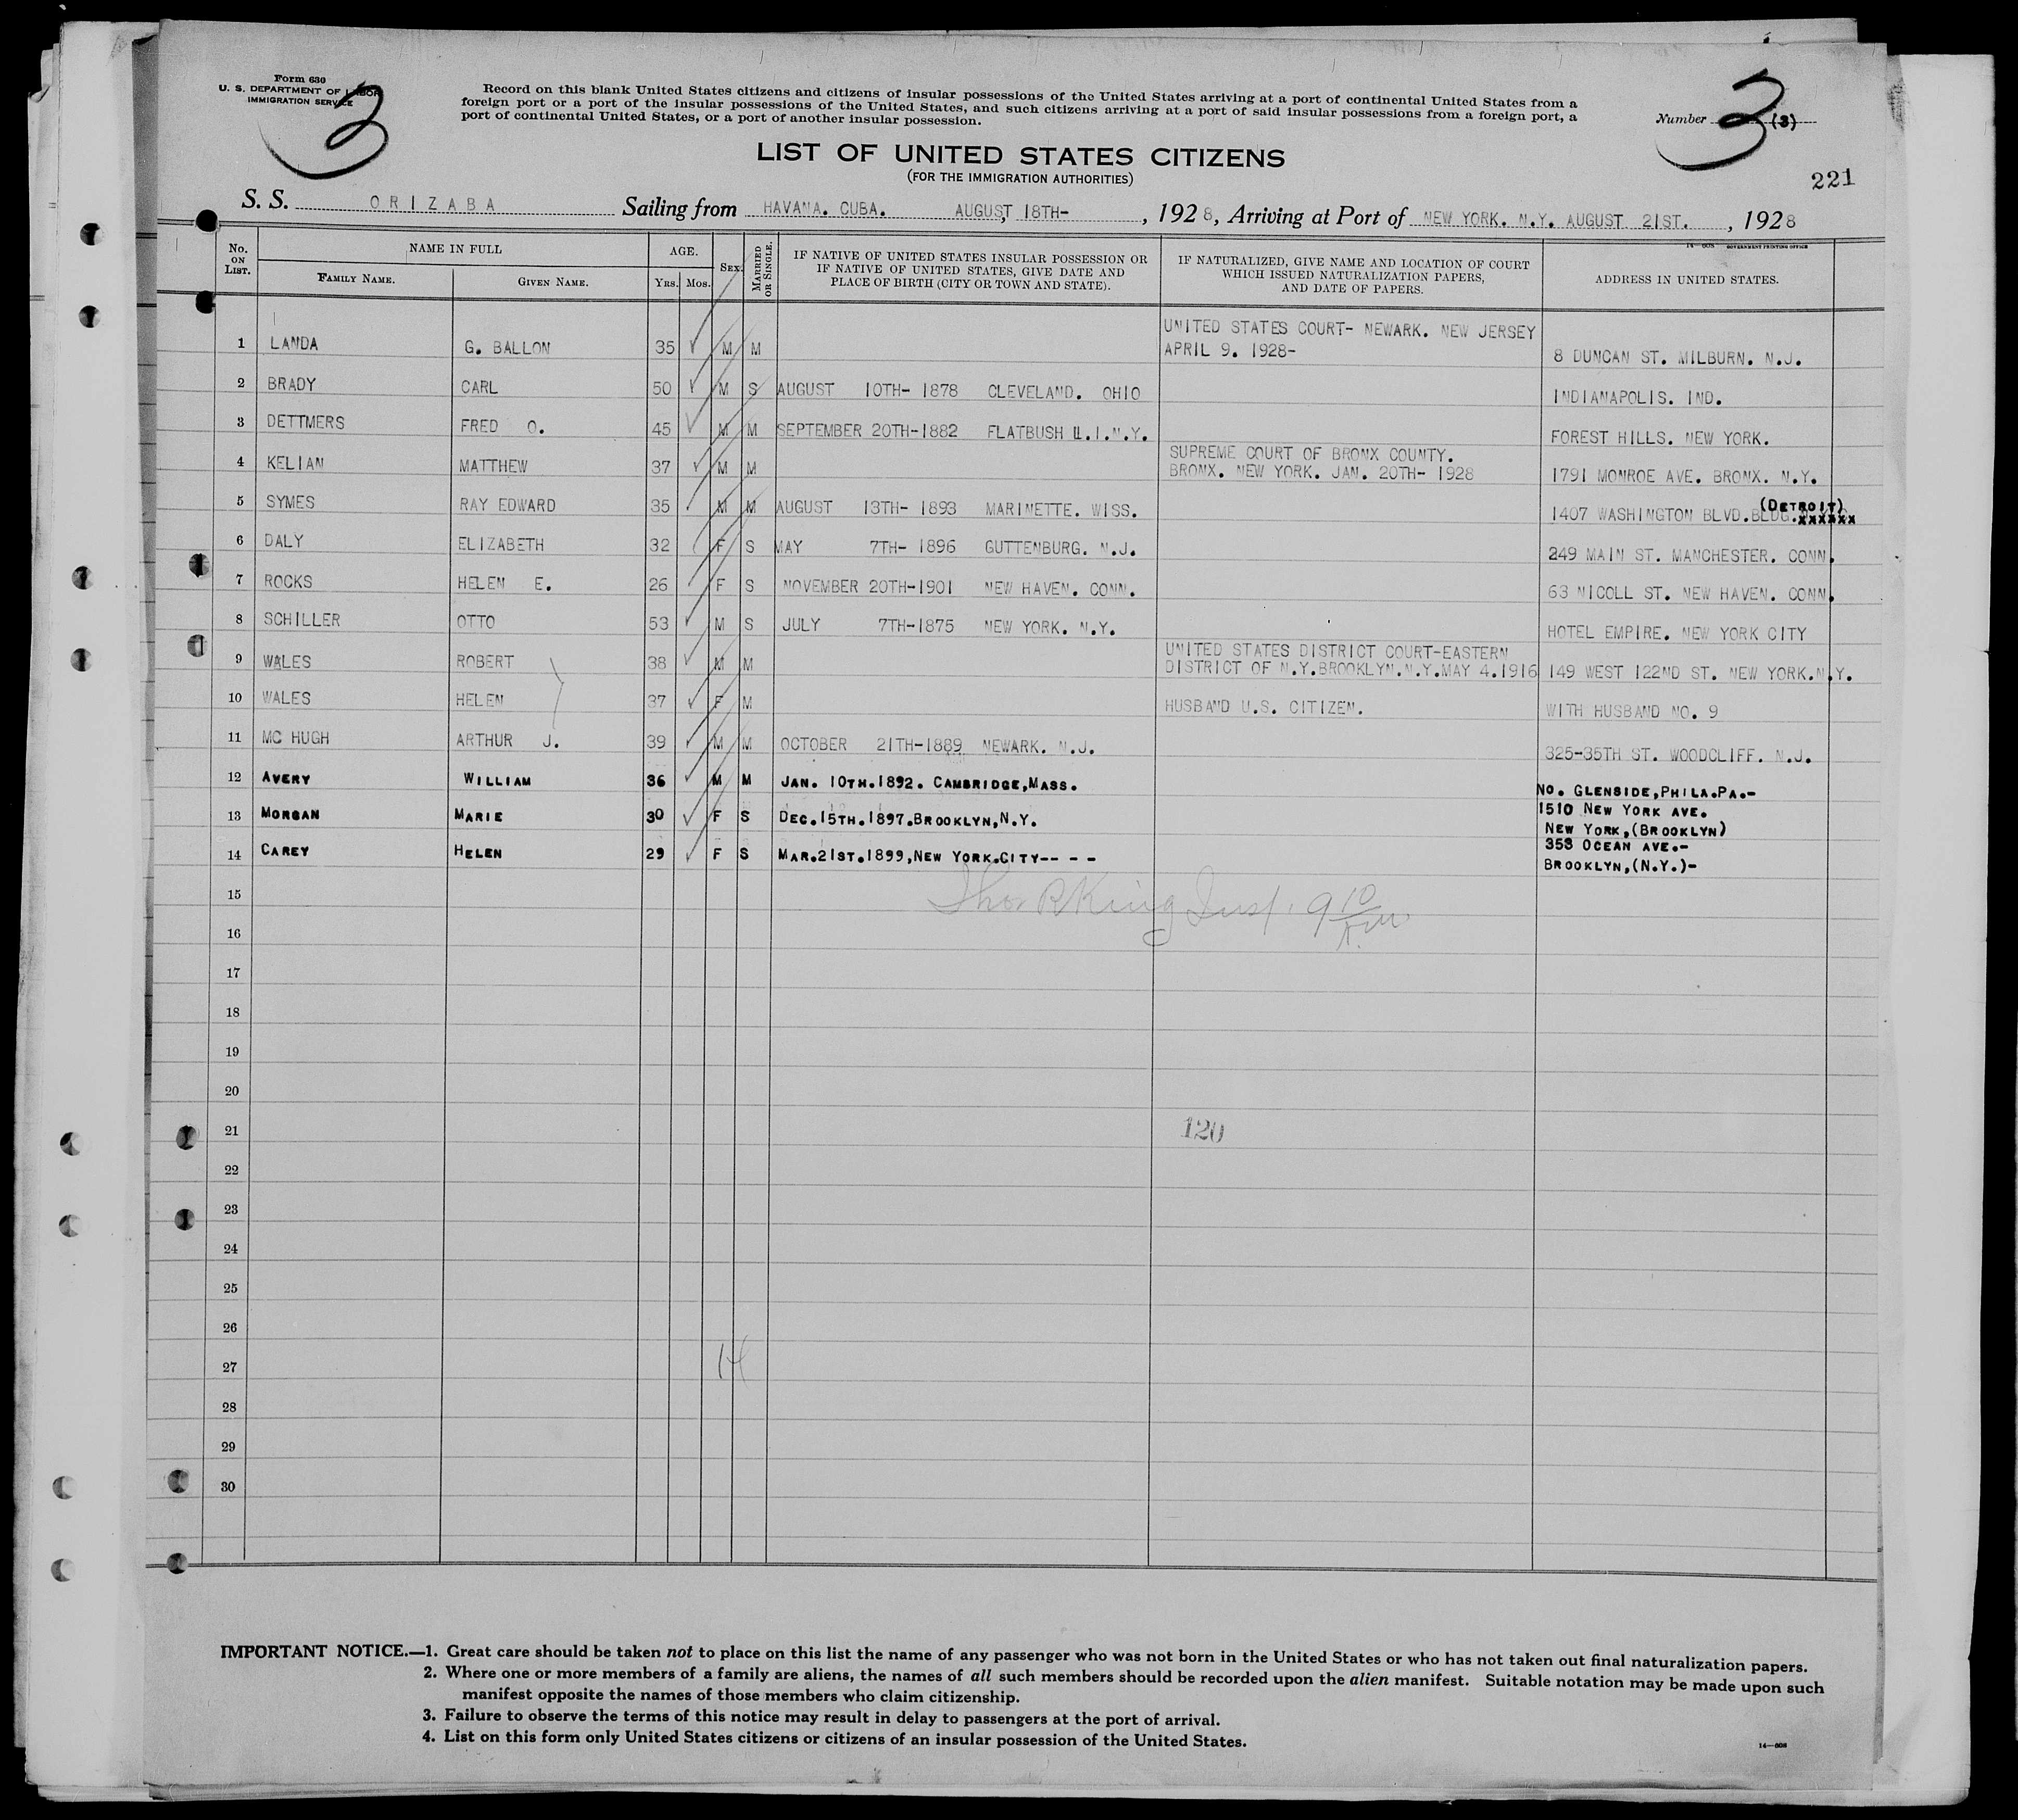 Form 630
U. S. DEPARTMENT OF LABOR
IMMIGRATION SERVICE
3
Record on this blank United States citizens and citizens of insular possessions of the United States arriving at a port of continental United States from a
foreign port or a port of the insular possessions of the United States, and such citizens arriving at a port of said insular possessions from a foreign port, a
port of continental United States, or a port of another insular possession.
Number 3 (3)
LIST OF UNITED STATES CITIZENS
(FOR THE IMMIGRATION AUTHORITIES)
221
S. S. ORIZABA Sailing from HAVANA. CUBA. AUGUST 18TH- , 1928, Arriving at Port of NEW YORK. N.Y. AUGUST 21ST. , 1928
14-608 GOVERNMENT PRINTING OFFICE
No. ON LIST. NAME IN FULL FAMILY NAME. GIVEN NAME. AGE. YRS. MOS. SEX. MARRIED OR SINGLE. IF NATIVE OF UNITED STATES INSULAR POSSESSION OR IF NATIVE OF UNITED STATES, GIVE DATE AND PLACE OF BIRTH (CITY OR TOWN AND STATE). IF NATURALIZED, GIVE NAME AND LOCATION OF COURT WHICH ISSUED NATURALIZATION PAPERS, AND DATE OF PAPERS. ADDRESS IN UNITED STATES.
UNITED STATES COURT- NEWARK. NEW JERSEY
1 LANDA G. BALLON 35 M M APRIL 9. 1928- 8 DUNCAN ST. MILBURN. N.J.
2 BRADY CARL 50 M S AUGUST 10TH- 1878 CLEVELAND. OHIO INDIANAPOLIS. IND.
3 DETTMERS FRED O. 45 M M SEPTEMBER 20TH-1882 FLATBUSH L.I.N.Y. FOREST HILLS. NEW YORK.
SUPREME COURT OF BRONX COUNTY.
4 KELIAN MATTHEW 37 M M BRONX. NEW YORK. JAN. 20TH- 1928 1791 MONROE AVE. BRONX. N.Y.
(DETROIT)
5 SYMES RAY EDWARD 35 M M AUGUST 13TH- 1893 MARINETTE. WISS. 1407 WASHINGTON BLVD.BLDG.xxxxxx
6 DALY ELIZABETH 32 F S MAY 7TH- 1896 GUTTENBURG. N.J. 249 MAIN ST. MANCHESTER. CONN.
7 ROCKS HELEN E. 26 F S NOVEMBER 20TH-1901 NEW HAVEN. CONN. 63 NICOLL ST. NEW HAVEN. CONN.
8 SCHILLER OTTO 53 M S JULY 7TH-1875 NEW YORK. N.Y. HOTEL EMPIRE. NEW YORK CITY
UNITED STATES DISTRICT COURT-EASTERN
9 WALES ROBERT 38 M M DISTRICT OF N.Y.BROOKLYN.N.Y.MAY 4.1916 149 WEST 122ND ST. NEW YORK.N.Y.
10 WALES HELEN 37 F M HUSBAND U.S. CITIZEN. WITH HUSBAND NO. 9
11 MC HUGH ARTHUR J. 39 M M OCTOBER 21TH-1889 NEWARK. N.J. 325-35TH ST. WOODCLIFF. N.J.
12 AVERY WILLIAM 36 M M JAN. 10TH.1892. CAMBRIDGE,MASS. NO. GLENSIDE,PHILA.PA.-
1510 NEW YORK AVE.
13 MORGAN MARIE 30 F S DEC.15TH.1897.BROOKLYN,N.Y. NEW YORK,(BROOKLYN)
353 OCEAN AVE.-
14 CAREY HELEN 29 F S MAR.21ST.1899,NEW YORK.CITY-- - - BROOKLYN,(N.Y.)-
15
Thos R King Insp. 9 10 AM
16
17
18
19
20
21 120
22
23
24
25
26
27 14
28
29
30
IMPORTANT NOTICE.—1. Great care should be taken not to place on this list the name of any passenger who was not born in the United States or who has not taken out final naturalization papers.
2. Where one or more members of a family are aliens, the names of all such members should be recorded upon the alien manifest. Suitable notation may be made upon such
manifest opposite the names of those members who claim citizenship.
3. Failure to observe the terms of this notice may result in delay to passengers at the port of arrival.
4. List on this form only United States citizens or citizens of an insular possession of the United States.
14—608